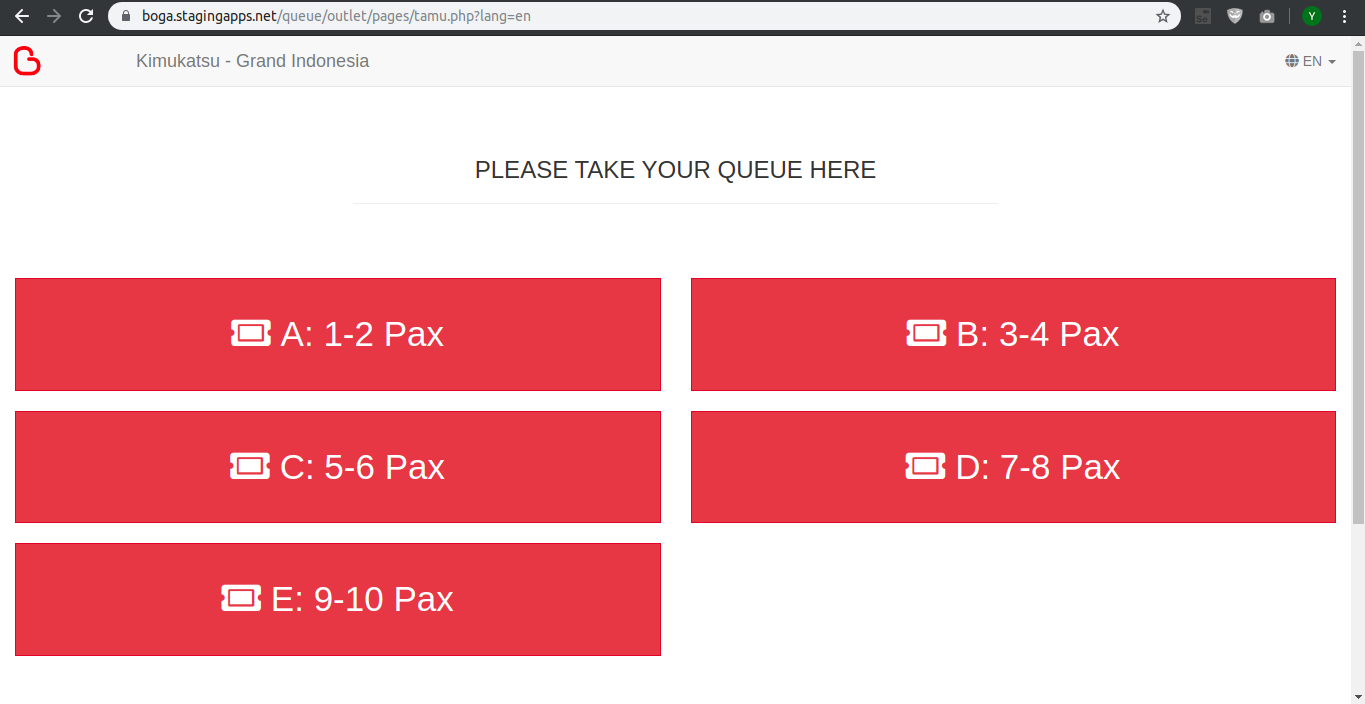 boga.stagingapps.net/queue/outlet/pages/tamu.php?lang=en
Y
Kimukatsu - Grand Indonesia
EN
PLEASE TAKE YOUR QUEUE HERE
A: 1-2 Pax
B: 3-4 Pax
C: 5-6 Pax
D: 7-8 Pax
E: 9-10 Pax